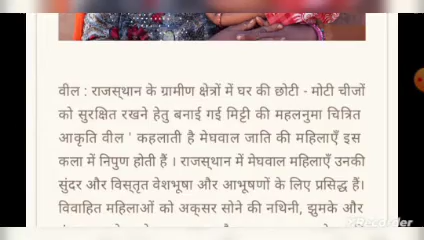 वील : राजस्थान के ग्रामीण क्षेत्रों में घर की छोटी - मोटी चीजों
को सुरक्षित रखने हेतु बनाई गई मिट्टी की महलनुमा चित्रित
आकृति वील ' कहलाती है मेघवाल जाति की महिलाएँ इस
कला में निपुण होती हैं । राजस्थान में मेघवाल महिलाएँ उनकी
सुंदर और विस्तृत वेशभूषा और आभूषणों के लिए प्रसिद्ध हैं।
विवाहित महिलाओं को अक्सर सोने की नथिनी, झुमके और